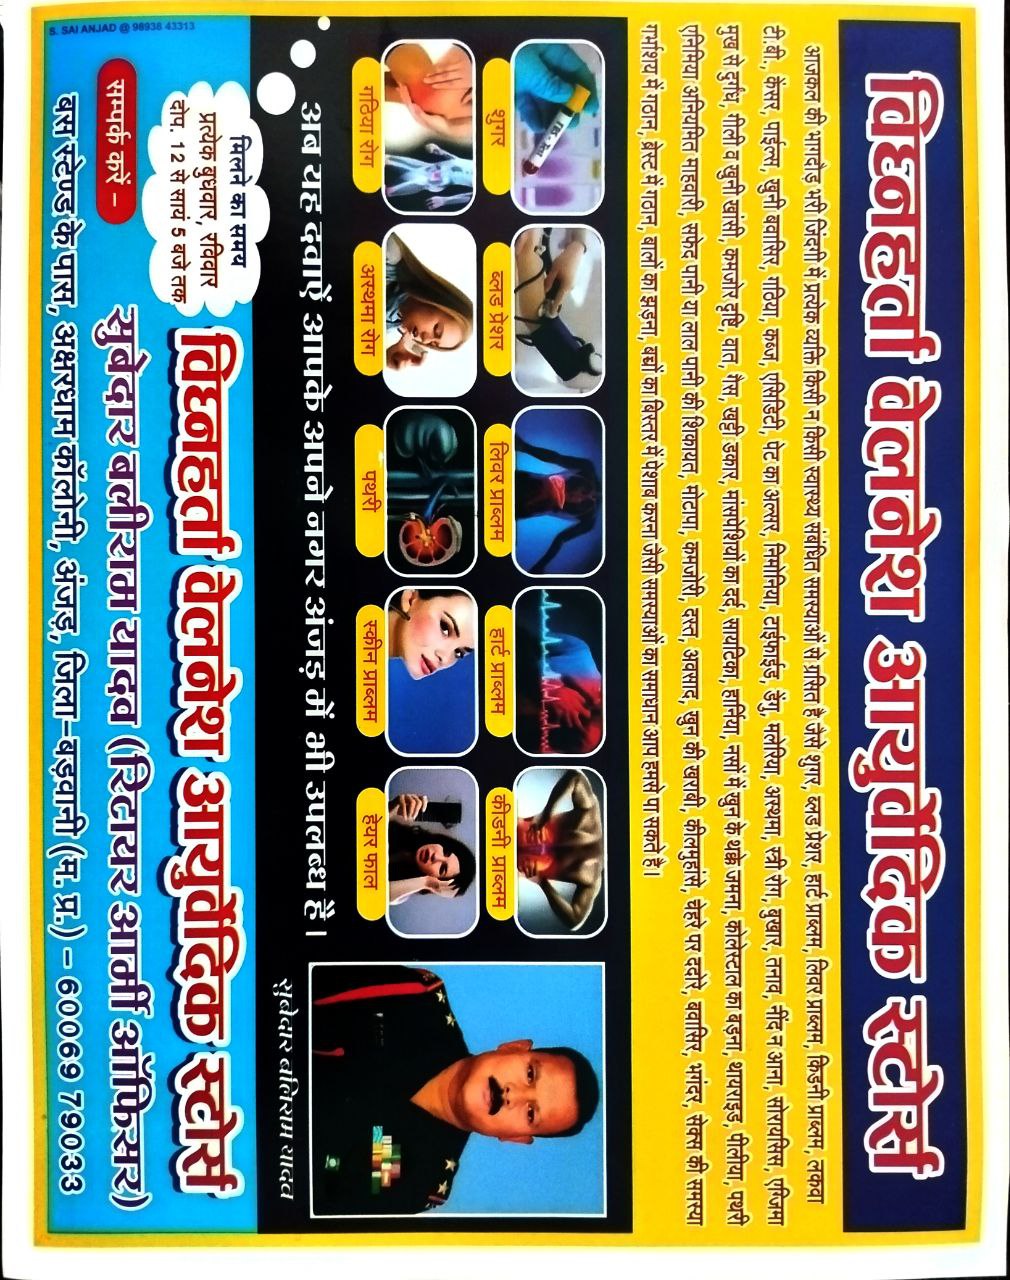 विघ्नहर्ता वेलनेश आयुर्वेदिक स्टोर्स
आजकल की भागदौड़ भरी जिंदगी में प्रत्येक व्यक्ति किसी न किसी स्वास्थ्य संबंधित समस्याओं से ग्रसित है जैसे शुगर, ब्लड प्रेशर, हार्ट प्राब्लम, लिवर प्राब्लम, किडनी प्राब्लम, लकवा
टी.बी., कैंसर, पाईल्स, खुनी बवासिर, गठिया, कब्ज, एसिडिटी, पेट का अल्सर, निमोनिया, टाईफाईड, डेंगु, मलेरिया, अस्थमा, स्त्री रोग, बुखार, तनाव, नींद न आना, सोरायसिस, एग्जिमा
मुख से दुर्गंध, गीली व खुनी खांसी, कमजोर दृष्टि, वात, गैस, खट्टी डकार, मांसपेशियों का दर्द, सायटिका, हार्निया, नसों में खुन के थक्के जमना, कोलेस्टाल का बड़ना, थायराइड, पीलीया, पथरी
एनिमिया अनियमित माहवारी, सफेद पानी या लाल पानी की शिकायत, मोटापा, कमजोरी, दस्त, अवसाद, खुन की खराबी, कीलमुहांसे, चेहरे पर ददोरे, बवासिर, भगंदर, सेक्स की समस्या
गर्भाशय में गठान, ब्रेस्ट में गठान, बालों का झड़ना, बच्चों का बिस्तर में पेशाब करना जैसी समस्याओं का समाधान आप हमसे पा सकते है।
शुगर
ब्लड प्रेशर
लिवर प्राब्लम
हार्ट प्राब्लम
कीडनी प्राब्लम
गठिया रोग
अस्थमा रोग
पथरी
स्कीन प्राब्लम
हेयर फाल
अब यह दवाऐं आपके अपने नगर अंजड़ में भी उपलब्ध है।
सुबेदार बलिराम यादव
मिलने का समय
प्रत्येक बुधवार, रविवार
दोप. 12 से सायं 5 बजे तक
विघ्नहर्ता वेलनेश आयुर्वेदिक स्टोर्स
सम्पर्क करें –
सुबेदार बलीराम यादव (रिटायर आर्मी ऑफिसर)
बस स्टेण्ड के पास, अक्षरधाम कॉलोनी, अंजड़, जिला-बड़वानी (म. प्र.) – 60069 79033
S. SAI ANJAD @ 98938 43313